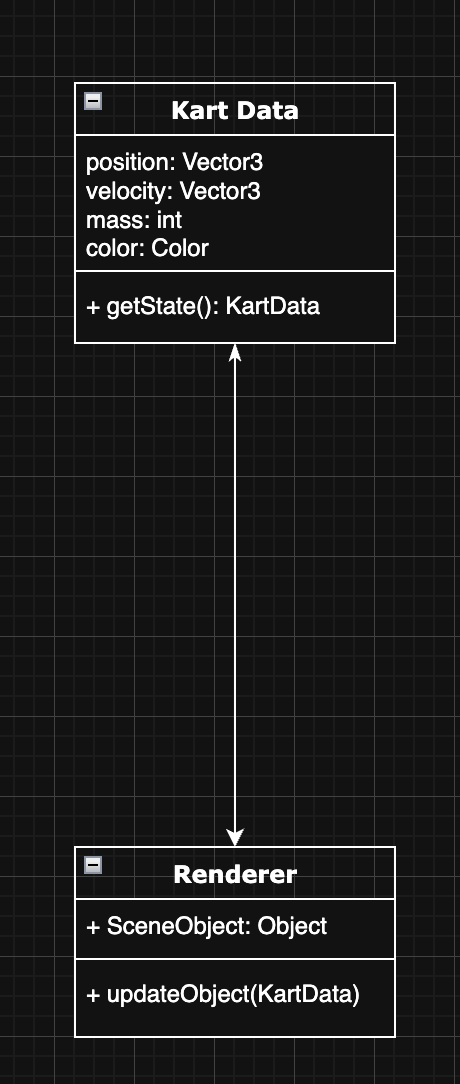 Kart Data
position: Vector3
velocity: Vector3
mass: int
color: Color
+ getState(): KartData
Renderer
+ SceneObject: Object
+ updateObject(KartData)